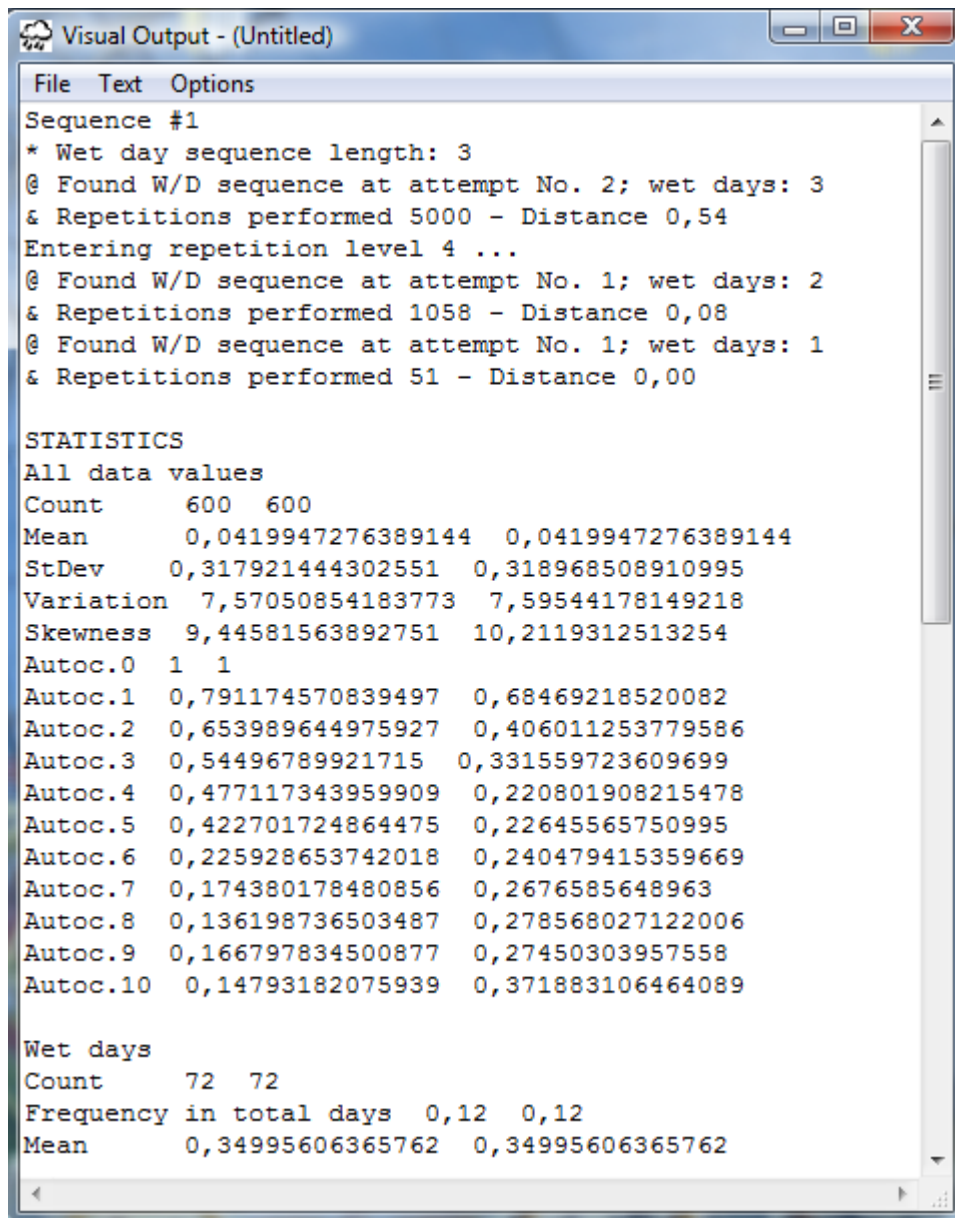 Visual Output - (Untitled)
File Text Options
Sequence #1
* Wet day sequence length: 3
@ Found W/D sequence at attempt No. 2; wet days: 3
& Repetitions performed 5000 - Distance 0,54
Entering repetition level 4 ...
@ Found W/D sequence at attempt No. 1; wet days: 2
& Repetitions performed 1058 - Distance 0,08
@ Found W/D sequence at attempt No. 1; wet days: 1
& Repetitions performed 51 - Distance 0,00
STATISTICS
All data values
Count 600 600
Mean 0,0419947276389144 0,0419947276389144
StDev 0,317921444302551 0,318968508910995
Variation 7,57050854183773 7,59544178149218
Skewness 9,44581563892751 10,2119312513254
Autoc.0 1 1
Autoc.1 0,791174570839497 0,68469218520082
Autoc.2 0,653989644975927 0,406011253779586
Autoc.3 0,54496789921715 0,331559723609699
Autoc.4 0,477117343959909 0,220801908215478
Autoc.5 0,422701724864475 0,22645565750995
Autoc.6 0,225928653742018 0,240479415359669
Autoc.7 0,174380178480856 0,2676585648963
Autoc.8 0,136198736503487 0,278568027122006
Autoc.9 0,166797834500877 0,27450303957558
Autoc.10 0,14793182075939 0,371883106464089
Wet days
Count 72 72
Frequency in total days 0,12 0,12
Mean 0,34995606365762 0,34995606365762